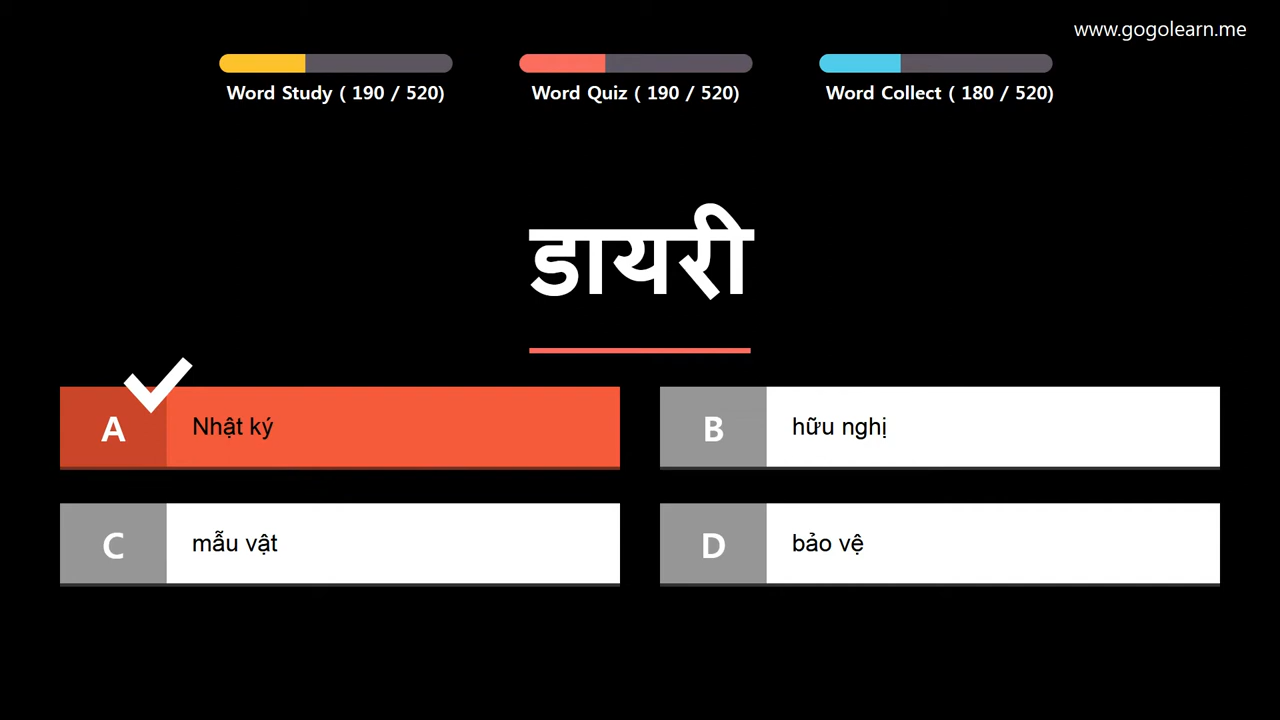 www.gogolearn.me
Word Study ( 190 / 520)
Word Quiz ( 190 / 520)
Word Collect ( 180 / 520)
डायरी
A
Nhật ký
B
hữu nghị
C
mẫu vật
D
bảo vệ